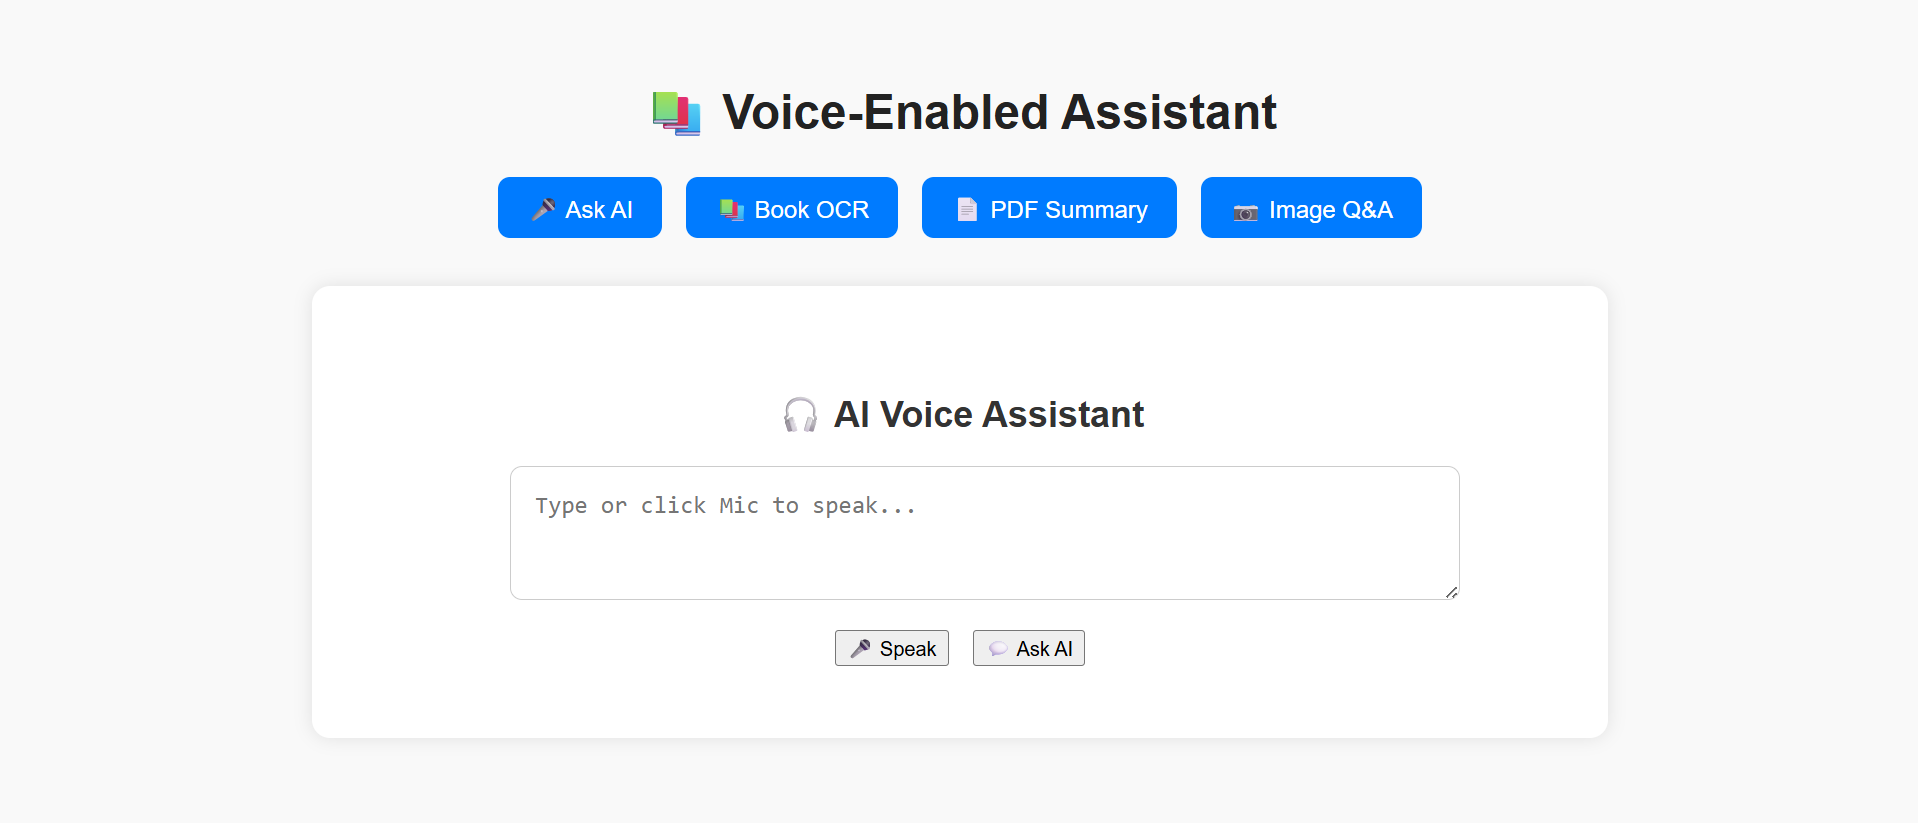 Voice-Enabled Assistant
Ask AI
Book OCR
PDF Summary
Image Q&A
AI Voice Assistant
Type or click Mic to speak...
Speak
Ask AI